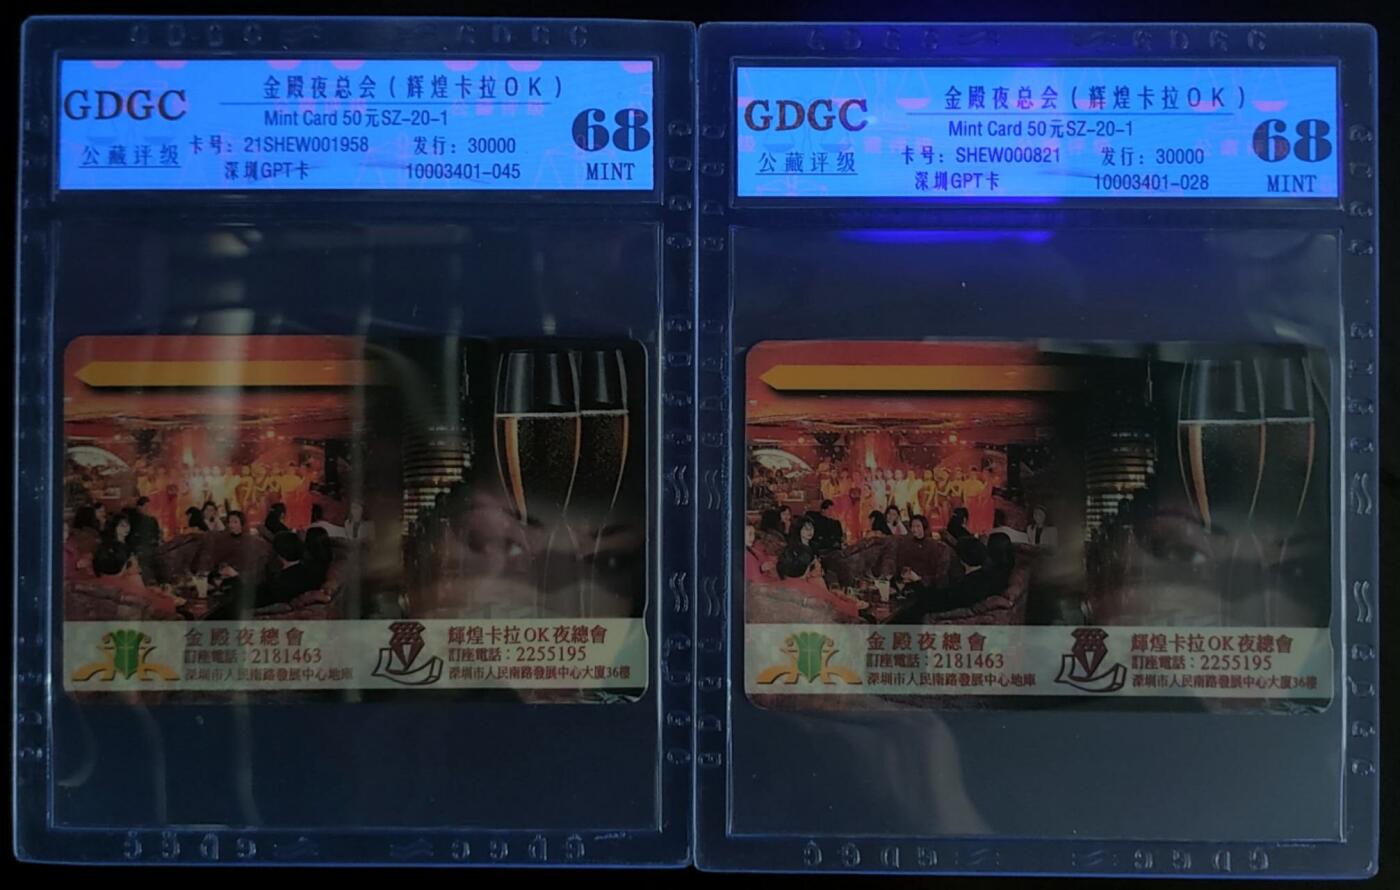 GDGC
公藏评级
金殿夜总会(辉煌卡拉OK)
Mint Card 50元SZ-20-1
卡号:21SHEW001958 发行:30000
深圳GPT卡 10003401-045
68
MINT
金殿夜總會
訂座電話:2181463
深圳市人民南路發展中心地庫
輝煌卡拉OK夜總會
訂座電話:2255195
深圳市人民南路發展中心大廈36樓
GDGC
公藏评级
金殿夜总会(辉煌卡拉OK)
Mint Card 50元SZ-20-1
卡号:SHEW000821 发行:30000
深圳GPT卡 10003401-028
68
MINT
金殿夜總會
訂座電話:2181463
深圳市人民南路發展中心地庫
輝煌卡拉OK夜總會
訂座電話:2255195
深圳市人民南路發展中心大廈36樓